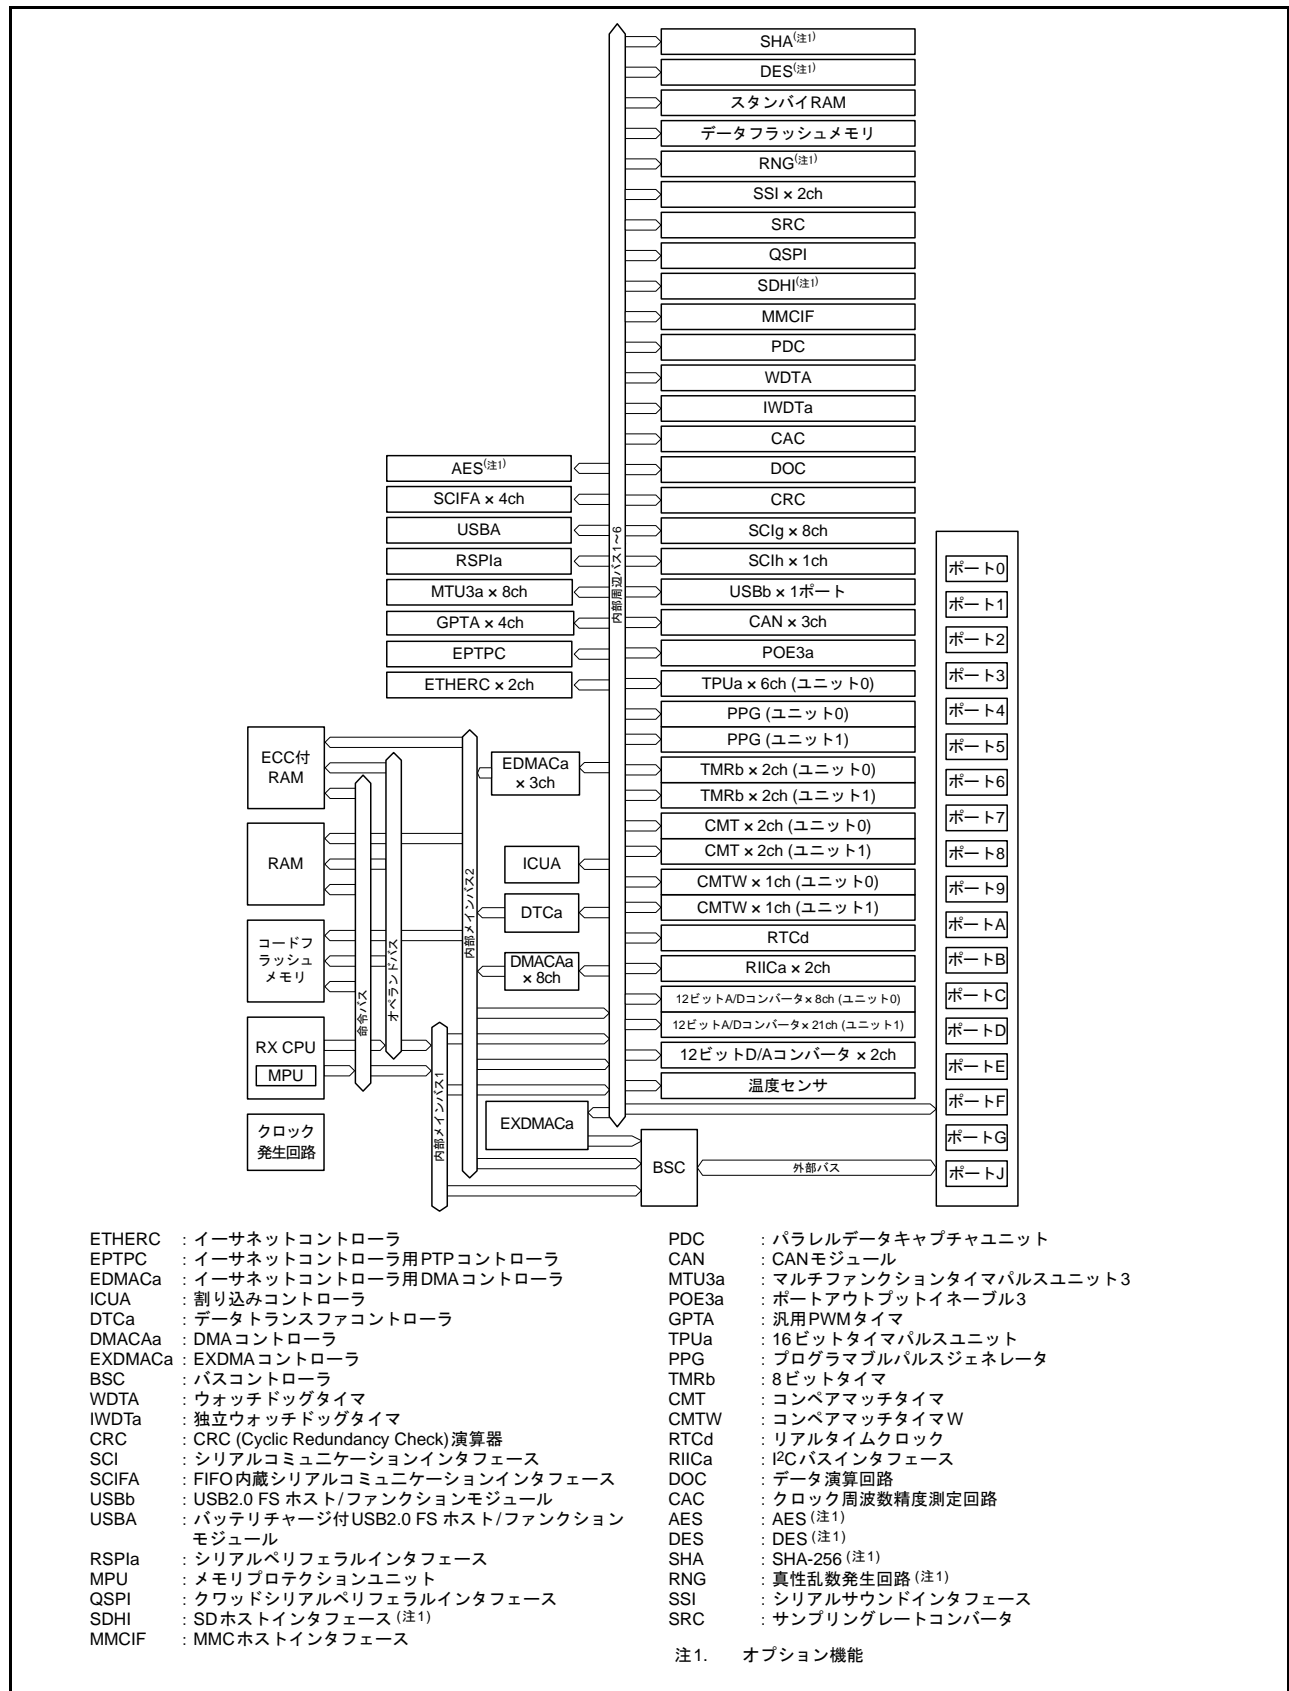 SHA(注1)
DES(注1)
スタンバイRAM
データフラッシュメモリ
RNG(注1)
SSI × 2ch
SRC
QSPI
SDHI(注1)
MMCIF
PDC
WDTA
IWDTa
CAC
DOC
CRC
SCIg × 8ch
SCIh × 1ch
USBb × 1ポート
CAN × 3ch
POE3a
TPUa × 6ch (ユニット0)
PPG (ユニット0)
PPG (ユニット1)
TMRb × 2ch (ユニット0)
TMRb × 2ch (ユニット1)
CMT × 2ch (ユニット0)
CMT × 2ch (ユニット1)
CMTW × 1ch (ユニット0)
CMTW × 1ch (ユニット1)
RTCd
RIICa × 2ch
12ビットA/Dコンバータ× 8ch (ユニット0)
12ビットA/Dコンバータ× 21ch (ユニット1)
12ビットD/Aコンバータ × 2ch
温度センサ
内部周辺バス1~6
AES(注1)
SCIFA × 4ch
USBA
RSPIa
MTU3a × 8ch
GPTA × 4ch
EPTPC
ETHERC × 2ch
ECC付
RAM
RAM
コードフ
ラッシュ
メモリ
RX CPU
MPU
クロック
発生回路
命令バス
オペランドバス
内部メインバス1
内部メインバス2
EDMACa
× 3ch
ICUA
DTCa
DMACAa
× 8ch
EXDMACa
BSC
外部バス
ポート0
ポート1
ポート2
ポート3
ポート4
ポート5
ポート6
ポート7
ポート8
ポート9
ポートA
ポートB
ポートC
ポートD
ポートE
ポートF
ポートG
ポートJ
ETHERC : イーサネットコントローラ
EPTPC : イーサネットコントローラ用PTPコントローラ
EDMACa : イーサネットコントローラ用DMAコントローラ
ICUA : 割り込みコントローラ
DTCa : データトランスファコントローラ
DMACAa : DMAコントローラ
EXDMACa : EXDMAコントローラ
BSC : バスコントローラ
WDTA : ウォッチドッグタイマ
IWDTa : 独立ウォッチドッグタイマ
CRC : CRC (Cyclic Redundancy Check)演算器
SCI : シリアルコミュニケーションインタフェース
SCIFA : FIFO内蔵シリアルコミュニケーションインタフェース
USBb : USB2.0 FS ホスト/ファンクションモジュール
USBA : バッテリチャージ付USB2.0 FS ホスト/ファンクション
モジュール
RSPIa : シリアルペリフェラルインタフェース
MPU : メモリプロテクションユニット
QSPI : クワッドシリアルペリフェラルインタフェース
SDHI : SDホストインタフェース(注1)
MMCIF : MMCホストインタフェース
PDC : パラレルデータキャプチャユニット
CAN : CANモジュール
MTU3a : マルチファンクションタイマパルスユニット3
POE3a : ポートアウトプットイネーブル3
GPTA : 汎用PWMタイマ
TPUa : 16ビットタイマパルスユニット
PPG : プログラマブルパルスジェネレータ
TMRb : 8ビットタイマ
CMT : コンペアマッチタイマ
CMTW : コンペアマッチタイマW
RTCd : リアルタイムクロック
RIICa : I2Cバスインタフェース
DOC : データ演算回路
CAC : クロック周波数精度測定回路
AES : AES(注1)
DES : DES(注1)
SHA : SHA-256(注1)
RNG : 真性乱数発生回路(注1)
SSI : シリアルサウンドインタフェース
SRC : サンプリングレートコンバータ
注1. オプション機能